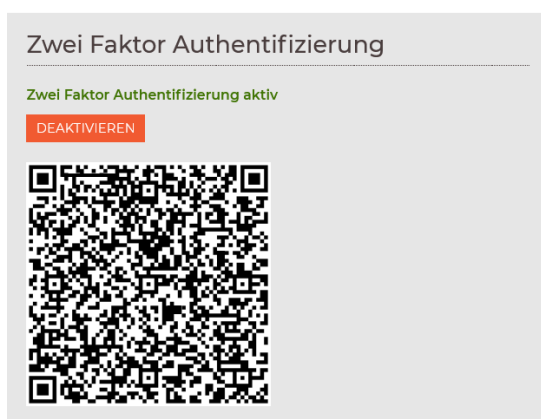 Zwei Faktor Authentifizierung
Zwei Faktor Authentifizierung aktiv
DEAKTIVIEREN